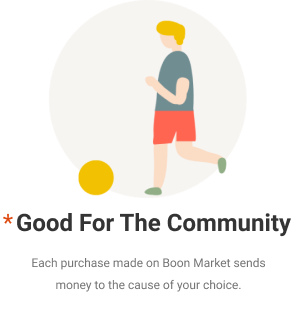 * Good For The Community
Each purchase made on Boon Market sends
money to the cause of your choice.